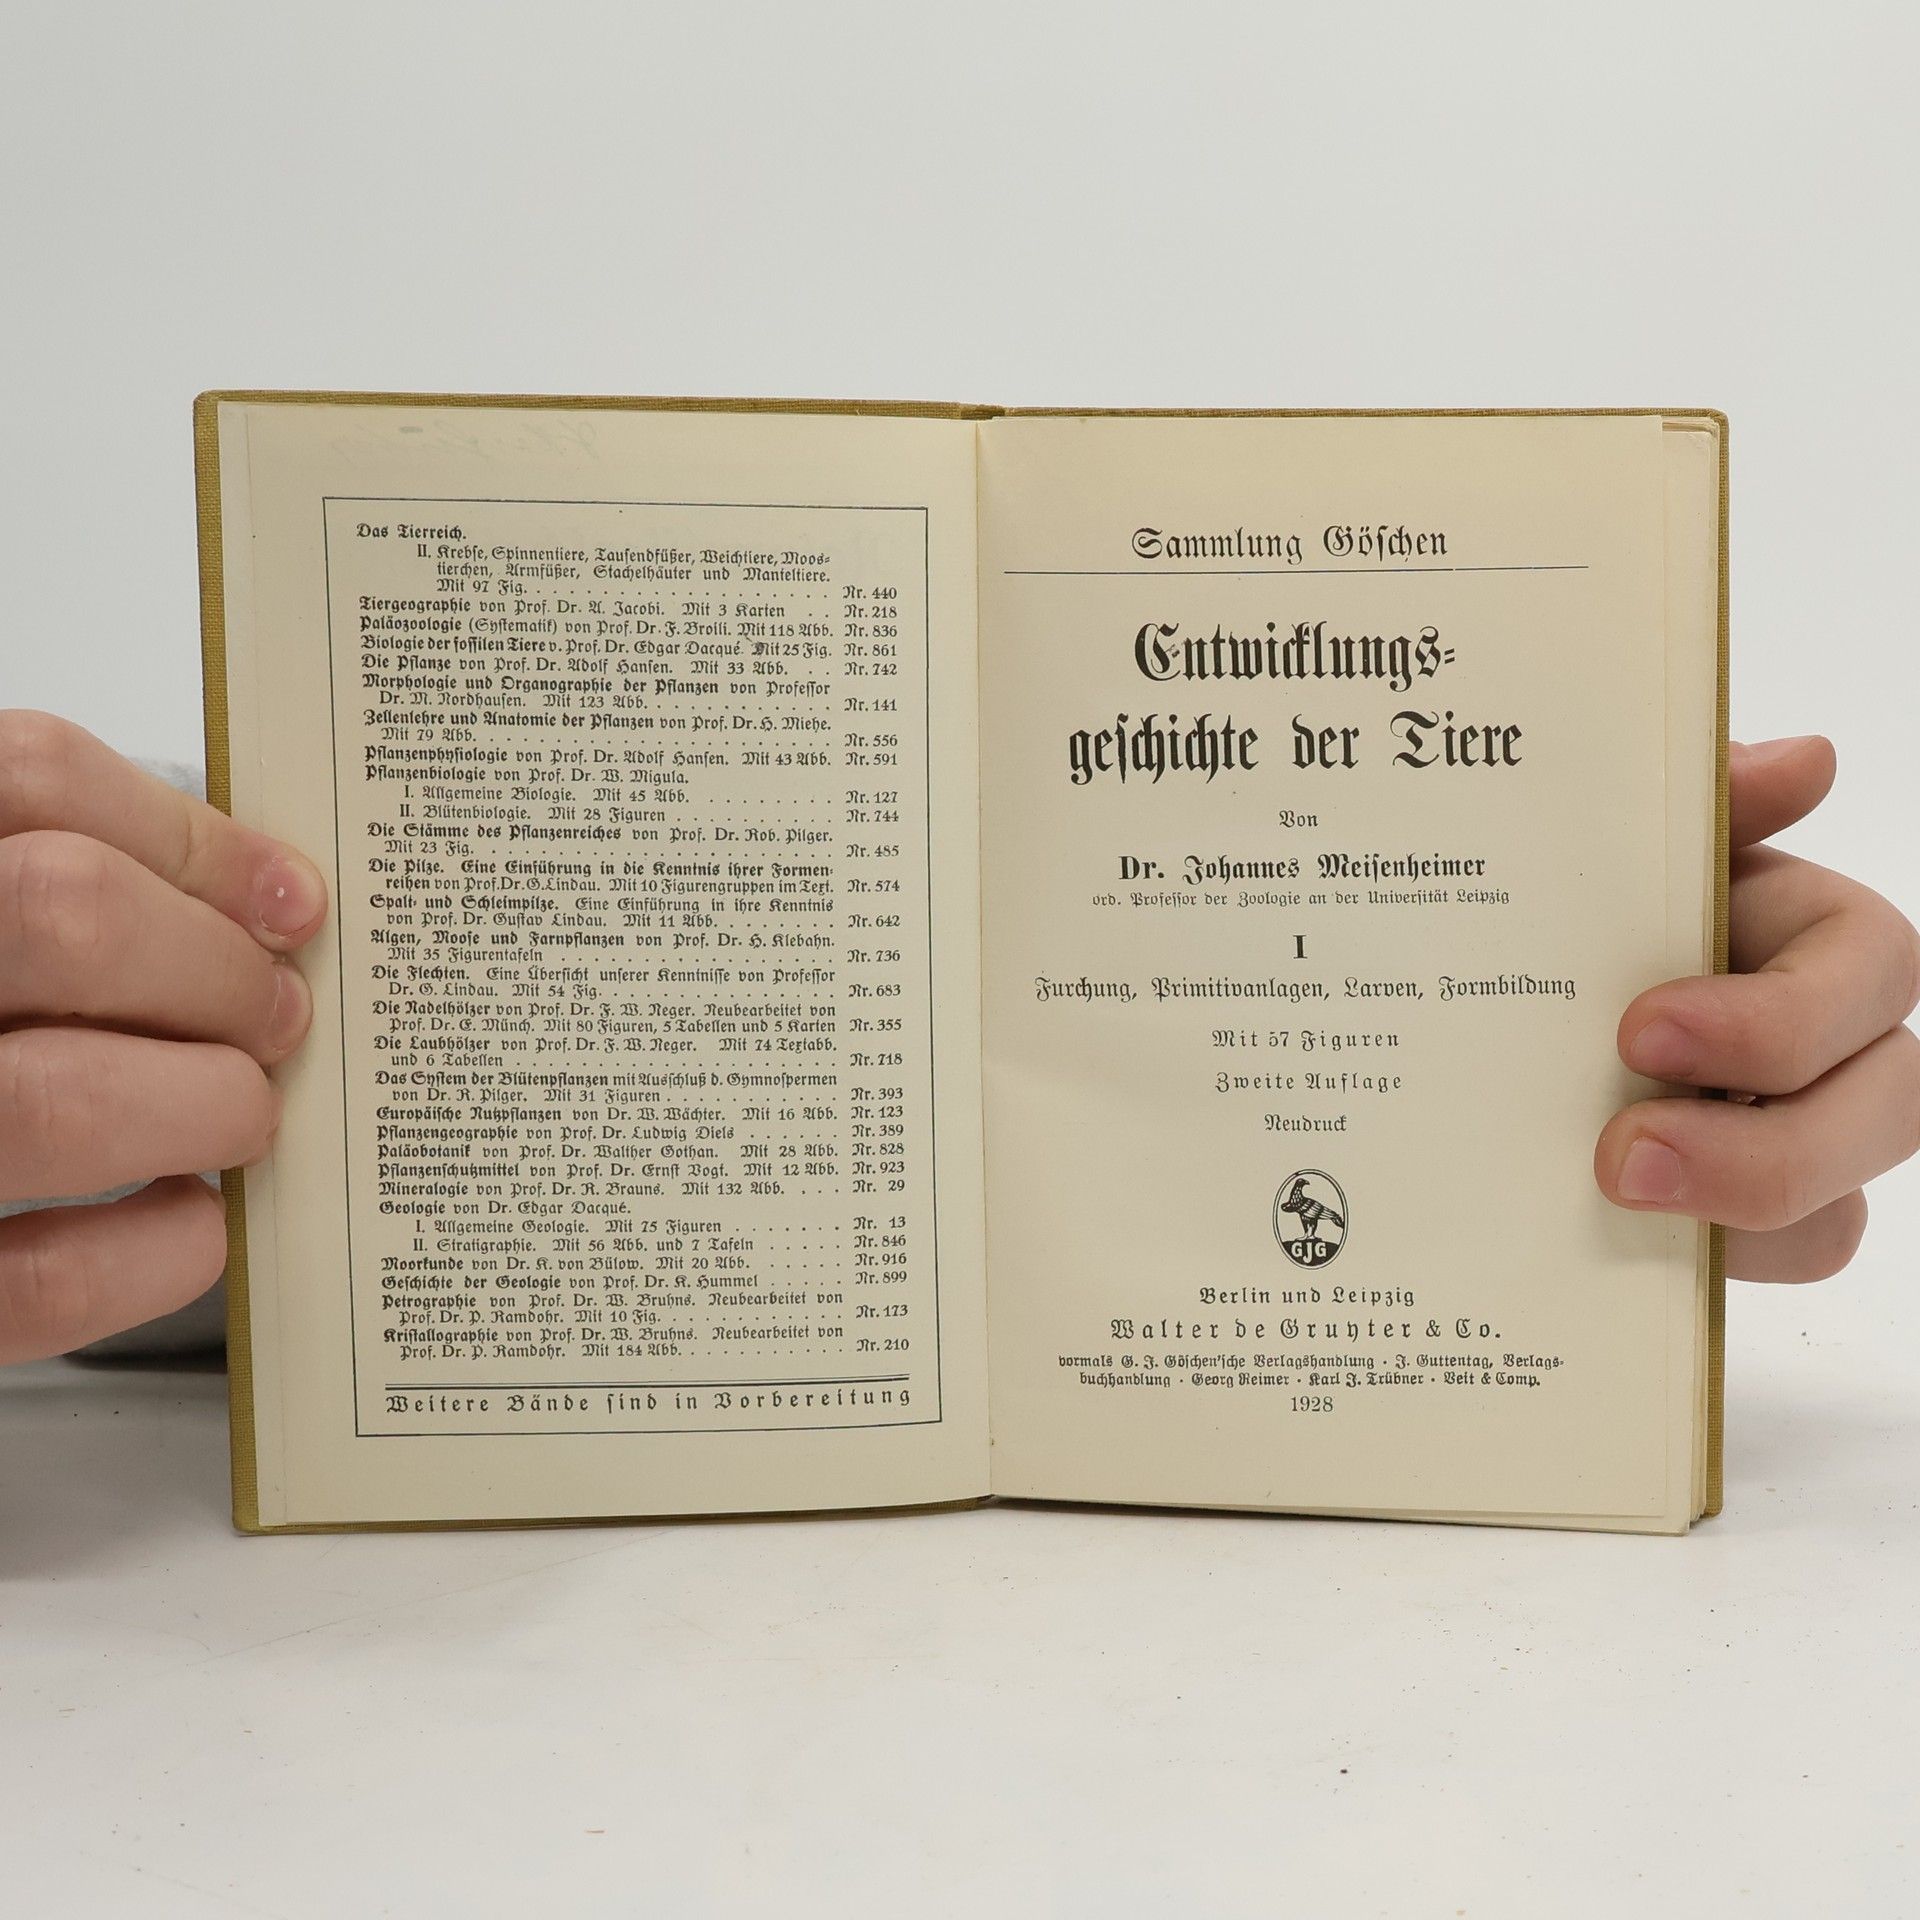 Das Tierreich.
II. Krebse, Spinnentiere, Tausendfüßer, Weichtiere, Moos-
tierchen, Armfüßer, Stachelhäuter und Manteltiere.
Mit 97 Fig. . . . . . . . . . . . . . . . . . . Nr. 440
Tiergeographie von Prof. Dr. A. Jacobi. Mit 3 Karten . . Nr. 218
Paläozoologie (Systematik) von Prof. Dr. F. Broili. Mit 118 Abb. Nr. 836
Biologie der fossilen Tiere v. Prof. Dr. Edgar Dacqué. Mit 25 Fig. Nr. 861
Die Pflanze von Prof. Dr. Adolf Hansen. Mit 33 Abb. . . Nr. 742
Morphologie und Organographie der Pflanzen von Professor
Dr. M. Nordhausen. Mit 123 Abb. . . . . . . . . . . Nr. 141
Zellenlehre und Anatomie der Pflanzen von Prof. Dr. H. Miehe.
Mit 79 Abb. . . . . . . . . . . . . . . . . . . . Nr. 556
Pflanzenphysiologie von Prof. Dr. Adolf Hansen. Mit 43 Abb. Nr. 591
Pflanzenbiologie von Prof. Dr. W. Migula.
I. Allgemeine Biologie. Mit 45 Abb. . . . . . . . . Nr. 127
II. Blütenbiologie. Mit 28 Figuren . . . . . . . . . . Nr. 744
Die Stämme des Pflanzenreiches von Prof. Dr. Rob. Pilger.
Mit 23 Fig. . . . . . . . . . . . . . . . . . . . Nr. 485
Die Pilze. Eine Einführung in die Kenntnis ihrer Formen-
reihen von Prof. Dr. G. Lindau. Mit 10 Figurengruppen im Text. Nr. 574
Spalt- und Schleimpilze. Eine Einführung in ihre Kenntnis
von Prof. Dr. Gustav Lindau. Mit 11 Abb. . . . . . . . Nr. 642
Algen, Moose und Farnpflanzen von Prof. Dr. H. Klebahn.
Mit 35 Figurentafeln . . . . . . . . . . . . . . . . Nr. 736
Die Flechten. Eine Übersicht unserer Kenntnisse von Professor
Dr. G. Lindau. Mit 54 Fig. . . . . . . . . . . . . . Nr. 683
Die Nadelhölzer von Prof. Dr. F. W. Neger. Neubearbeitet von
Prof. Dr. E. Münch. Mit 80 Figuren, 5 Tabellen und 5 Karten Nr. 355
Die Laubhölzer von Prof. Dr. F. W. Neger. Mit 74 Textabb.
und 6 Tabellen . . . . . . . . . . . . . . . . . . Nr. 718
Das System der Blütenpflanzen mit Ausschluß d. Gymnospermen
von Dr. R. Pilger. Mit 31 Figuren . . . . . . . . . . . Nr. 393
Europäische Nutzpflanzen von Dr. W. Wächter. Mit 16 Abb. Nr. 123
Pflanzengeographie von Prof. Dr. Ludwig Diels . . . . . . Nr. 389
Paläobotanik von Prof. Dr. Walther Gothan. Mit 28 Abb. Nr. 828
Pflanzenschutzmittel von Prof. Dr. Ernst Vogt. Mit 12 Abb. Nr. 923
Mineralogie von Prof. Dr. R. Brauns. Mit 132 Abb. . . . Nr. 29
Geologie von Dr. Edgar Dacqué.
I. Allgemeine Geologie. Mit 75 Figuren . . . . . . . Nr. 13
II. Stratigraphie. Mit 56 Abb. und 7 Tafeln . . . . . Nr. 846
Moorkunde von Dr. K. von Bülow. Mit 20 Abb. . . . . . Nr. 916
Geschichte der Geologie von Prof. Dr. K. Hummel . . . . . Nr. 899
Petrographie von Prof. Dr. W. Bruhns. Neubearbeitet von
Prof. Dr. P. Ramdohr. Mit 10 Fig. . . . . . . . . . . . Nr. 173
Kristallographie von Prof. Dr. W. Bruhns. Neubearbeitet von
Prof. Dr. P. Ramdohr. Mit 184 Abb. . . . . . . . . . . Nr. 210
Weitere Bände sind in Vorbereitung
Sammlung Göschen
Entwicklungs-
geschichte der Tiere
Von
Dr. Johannes Meisenheimer
ord. Professor der Zoologie an der Universität Leipzig
I
Furchung, Primitivanlagen, Larven, Formbildung
Mit 57 Figuren
Zweite Auflage
Neudruck
GJG
Berlin und Leipzig
Walter de Gruyter & Co.
vormals G. J. Göschen'sche Verlagshandlung · J. Guttentag, Verlags-
buchhandlung · Georg Reimer · Karl J. Trübner · Veit & Comp.
1928